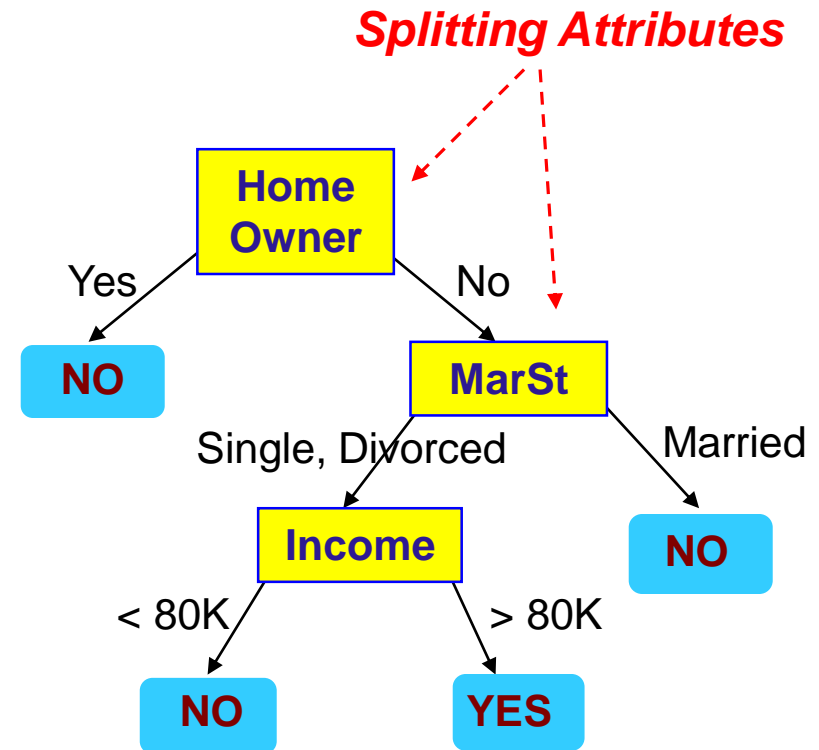 Splitting Attributes
Home
Owner
Yes
No
NO
MarSt
Single, Divorced
Married
Income
NO
< 80K
> 80K
NO
YES